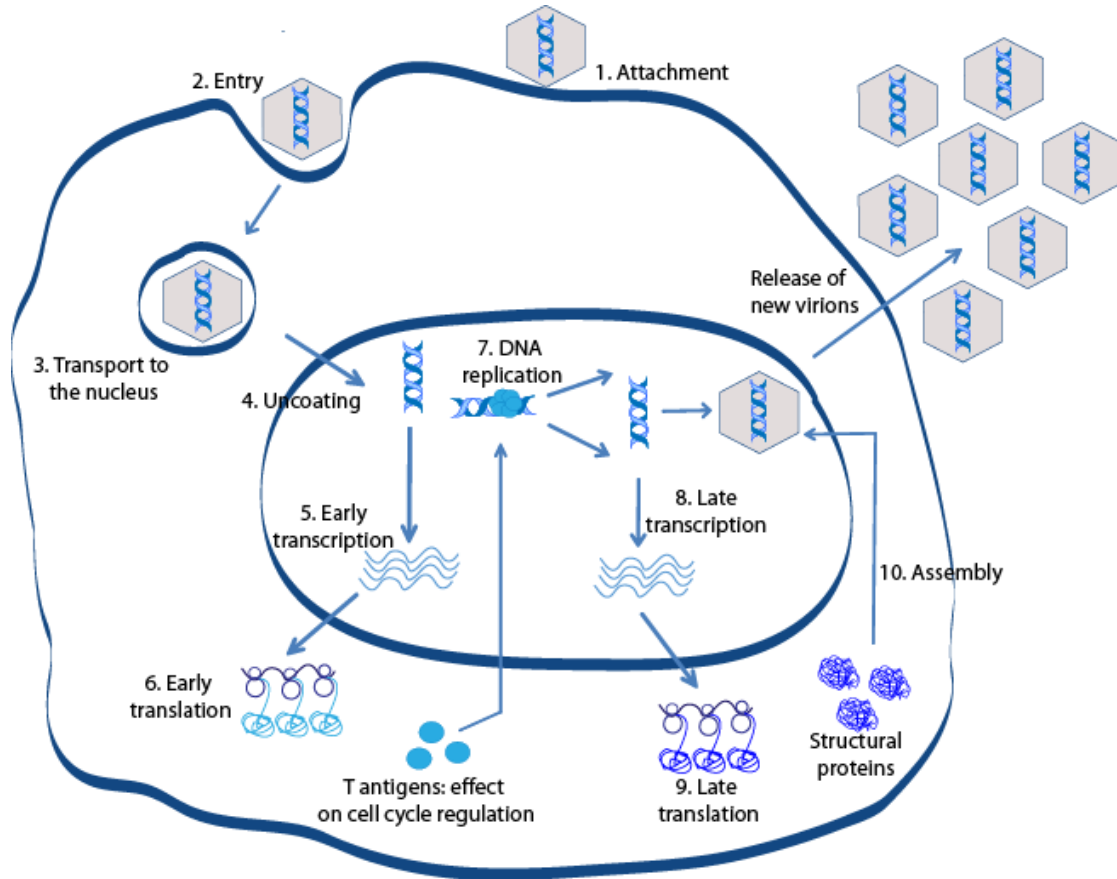 1. Attachment
2. Entry
3. Transport to
the nucleus
4. Uncoating
5. Early
transcription
6. Early
translation
7. DNA
replication
T antigens: effect
on cell cycle regulation
8. Late
transcription
9. Late
translation
Structural
proteins
10. Assembly
Release of
new virions